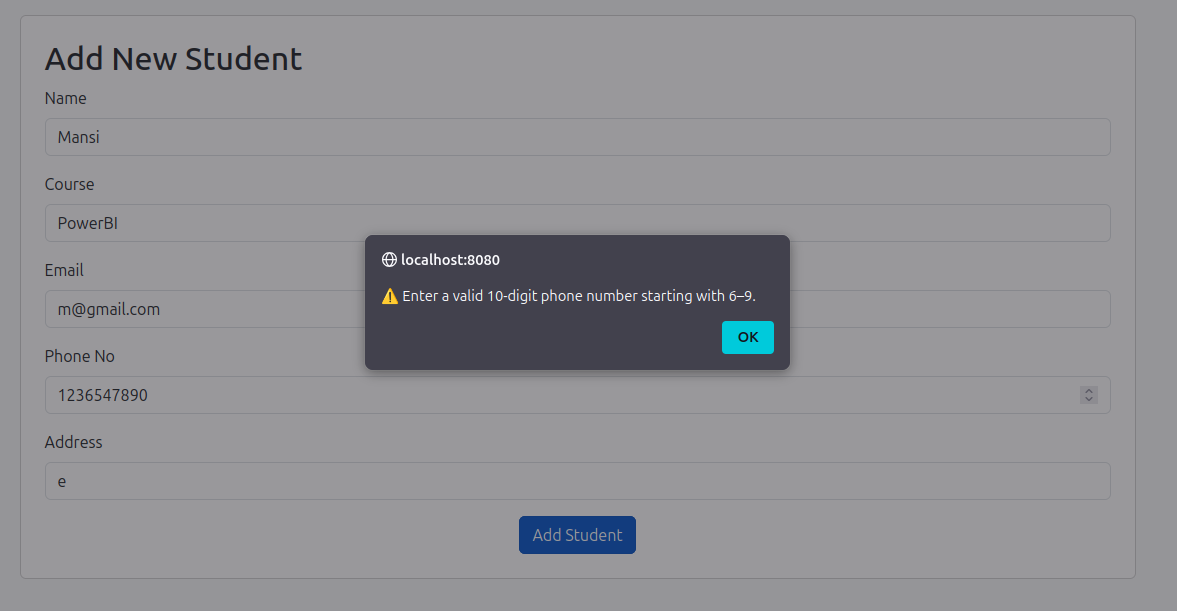 Add New Student
Name
Mansi
Course
PowerBI
localhost:8080
⚠️ Enter a valid 10-digit phone number starting with 6–9.
OK
Email
m@gmail.com
Phone No
1236547890
Address
e
Add Student